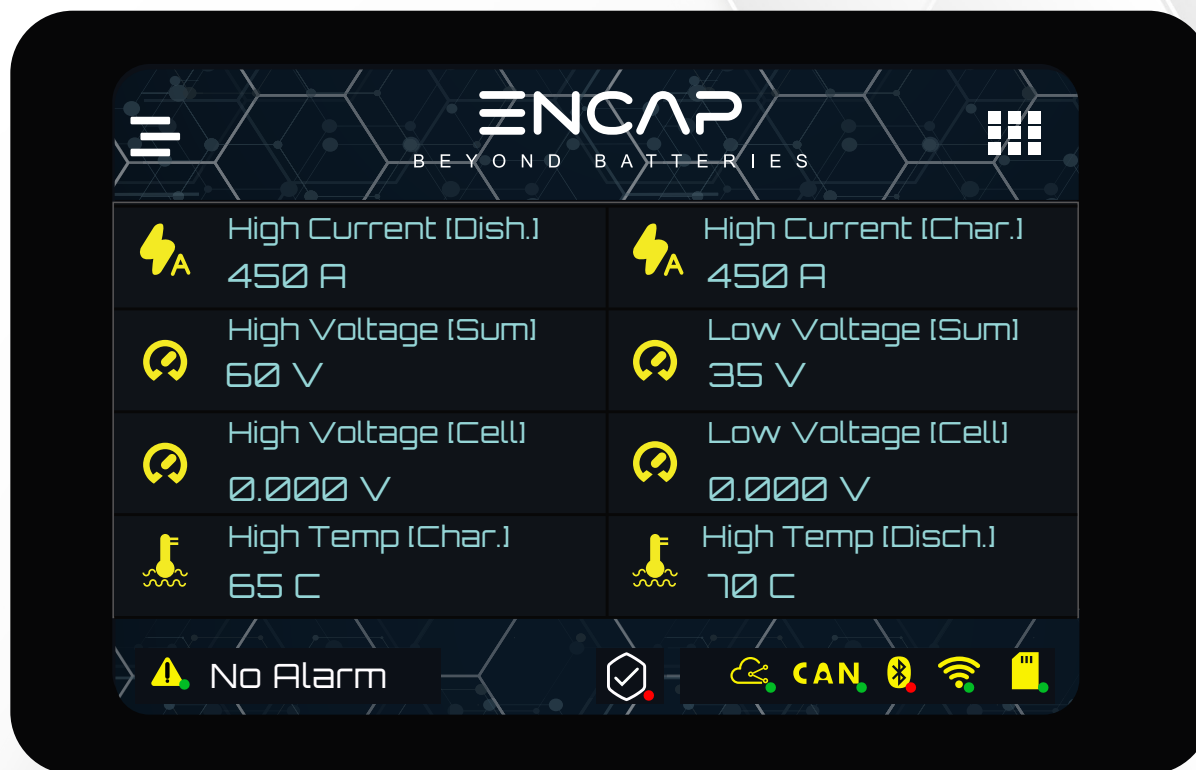 ENCAP
BEYOND BATTERIES
High Current [Dish.]
450 A
High Current [Char.]
450 A
A
A
High Voltage [Sum]
60 V
Low Voltage [Sum]
35 V
High Voltage [Cell]
0.000 V
Low Voltage [Cell]
0.000 V
High Temp [Char.]
65 C
High Temp [Disch.]
70 C
No Alarm
CAN